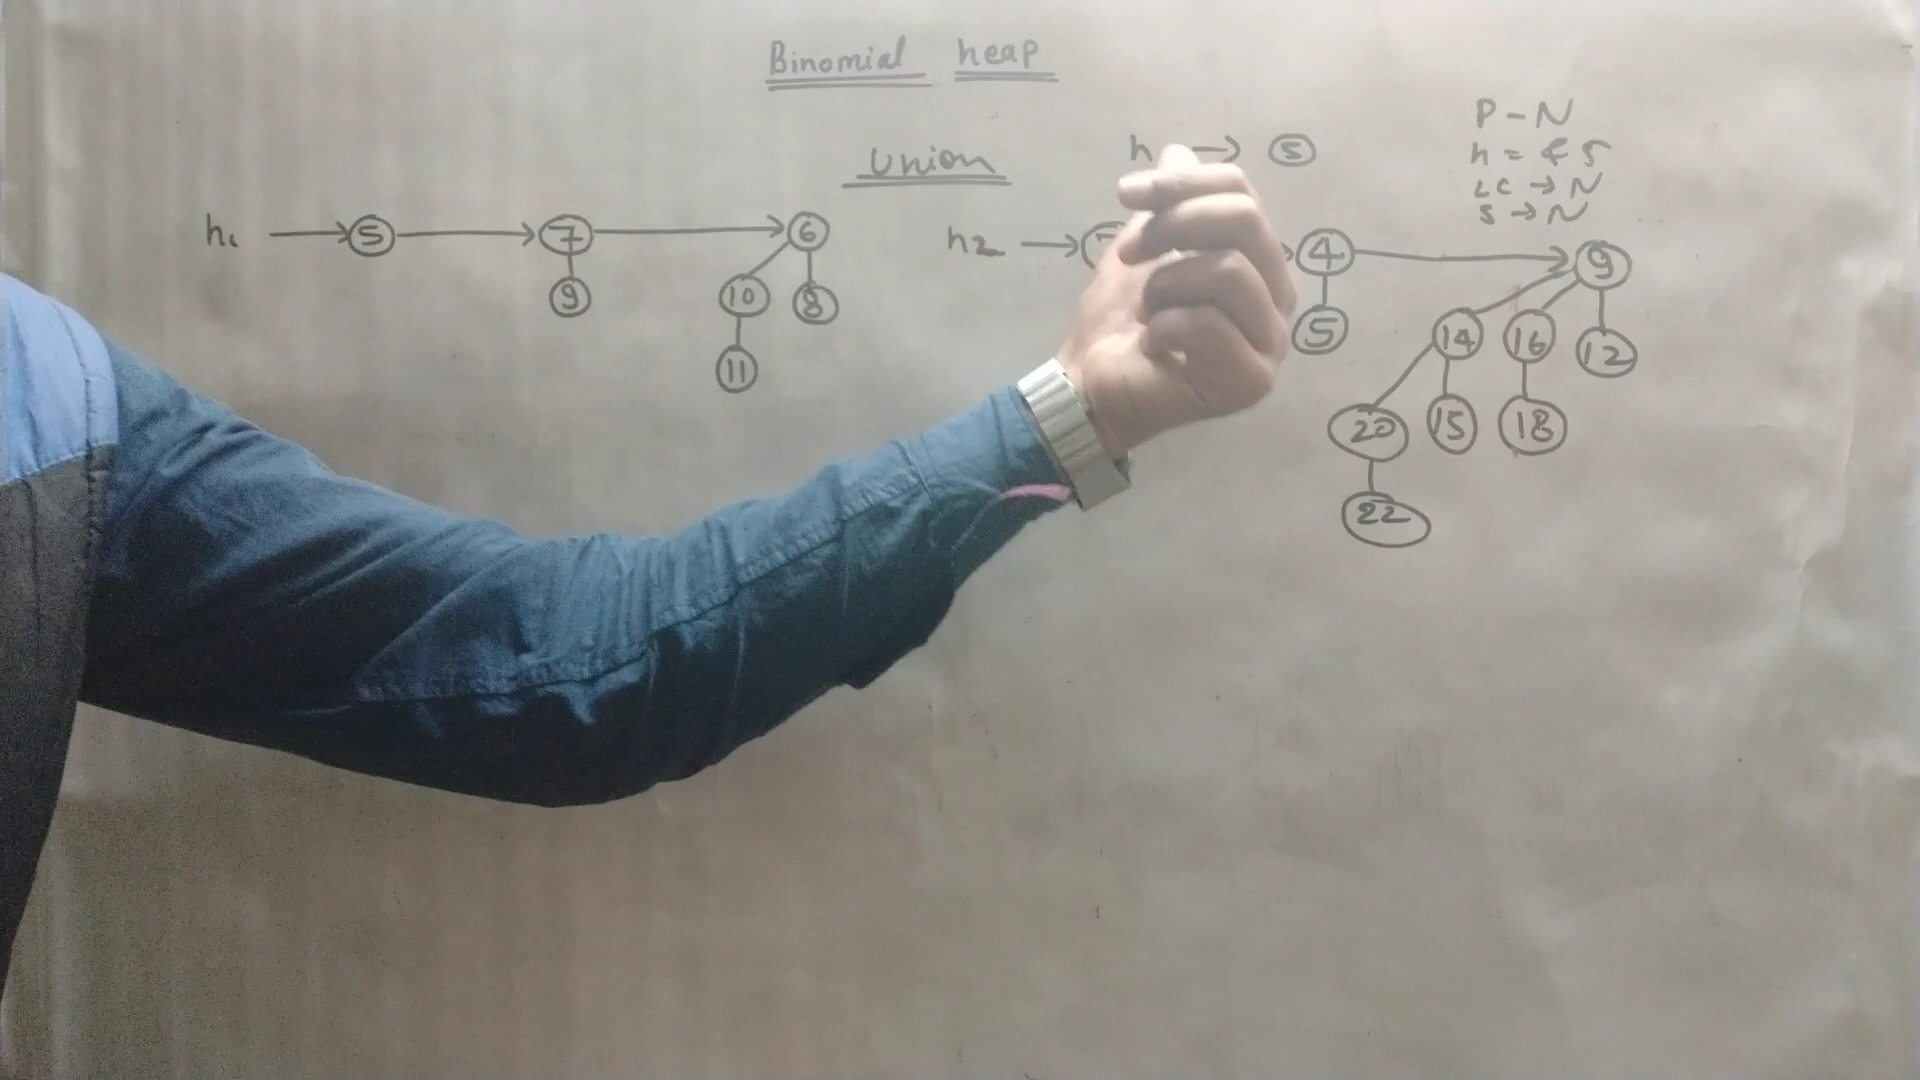 Binomial heap
Union
h → 5
P - N
h = 5
LC → N
S → N
h1 → 5 → 7 → 6
9
10 8
11
h2 → → 4 → 9
5
14 16 12
20 15 18
22